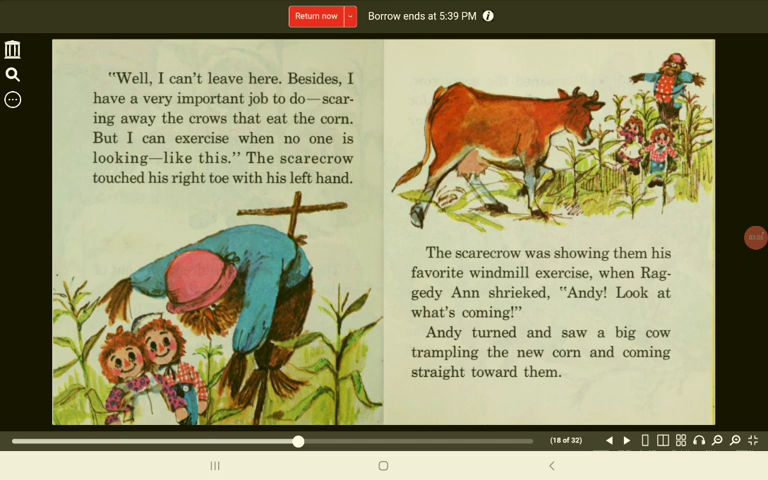 Return now
Borrow ends at 5:39 PM
"Well, I can't leave here. Besides, I
have a very important job to do—scar-
ing away the crows that eat the corn.
But I can exercise when no one is
looking—like this." The scarecrow
touched his right toe with his left hand.
The scarecrow was showing them his
favorite windmill exercise, when Rag-
gedy Ann shrieked, "Andy! Look at
what's coming!"
Andy turned and saw a big cow
trampling the new corn and coming
straight toward them.
(18 of 32)